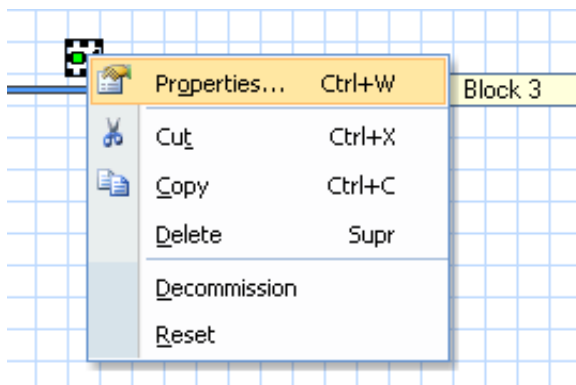 Properties... Ctrl+W
Block 3
Cut Ctrl+X
Copy Ctrl+C
Delete Supr
Decommission
Reset